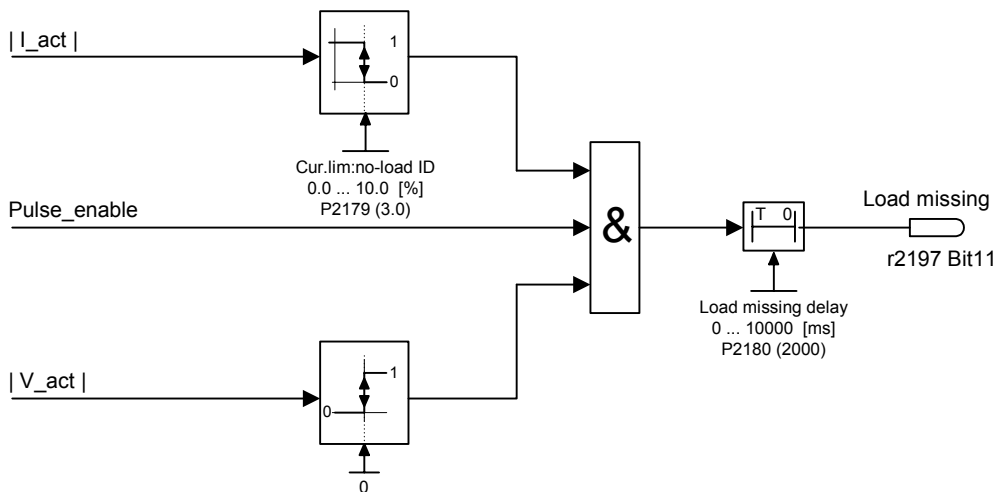 | I_act |
1
0
Cur.lim:no-load ID
0.0 ... 10.0 [%]
P2179 (3.0)
Pulse_enable
&
T 0
Load missing
r2197 Bit11
Load missing delay
0 ... 10000 [ms]
P2180 (2000)
| V_act |
1
0
0